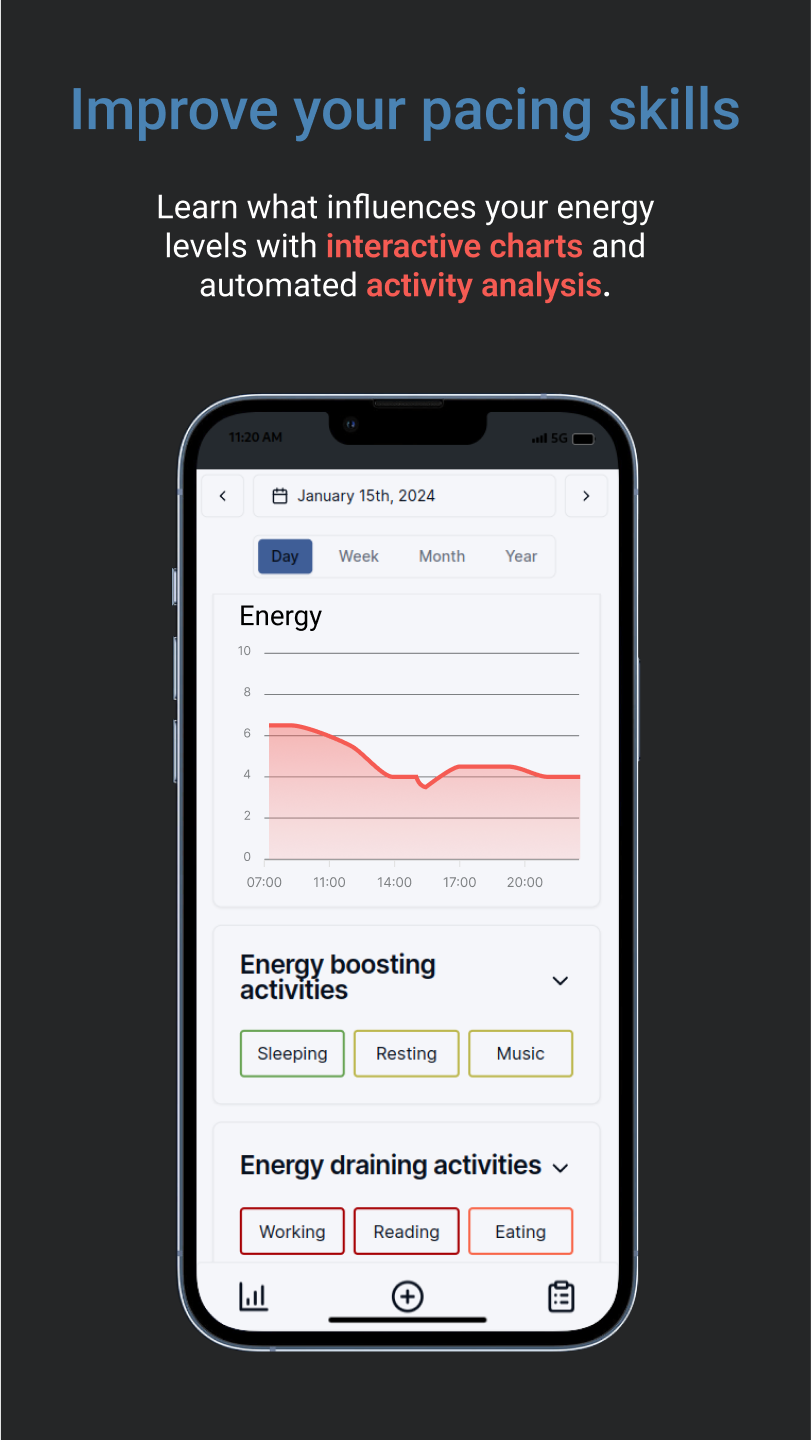 Improve your pacing skills
Learn what influences your energy
levels with interactive charts and
automated activity analysis.
11:20 AM
5G
January 15th, 2024
Day Week Month Year
Energy
10
8
6
4
2
0
07:00 11:00 14:00 17:00 20:00
Energy boosting
activities
Sleeping Resting Music
Energy draining activities
Working Reading Eating